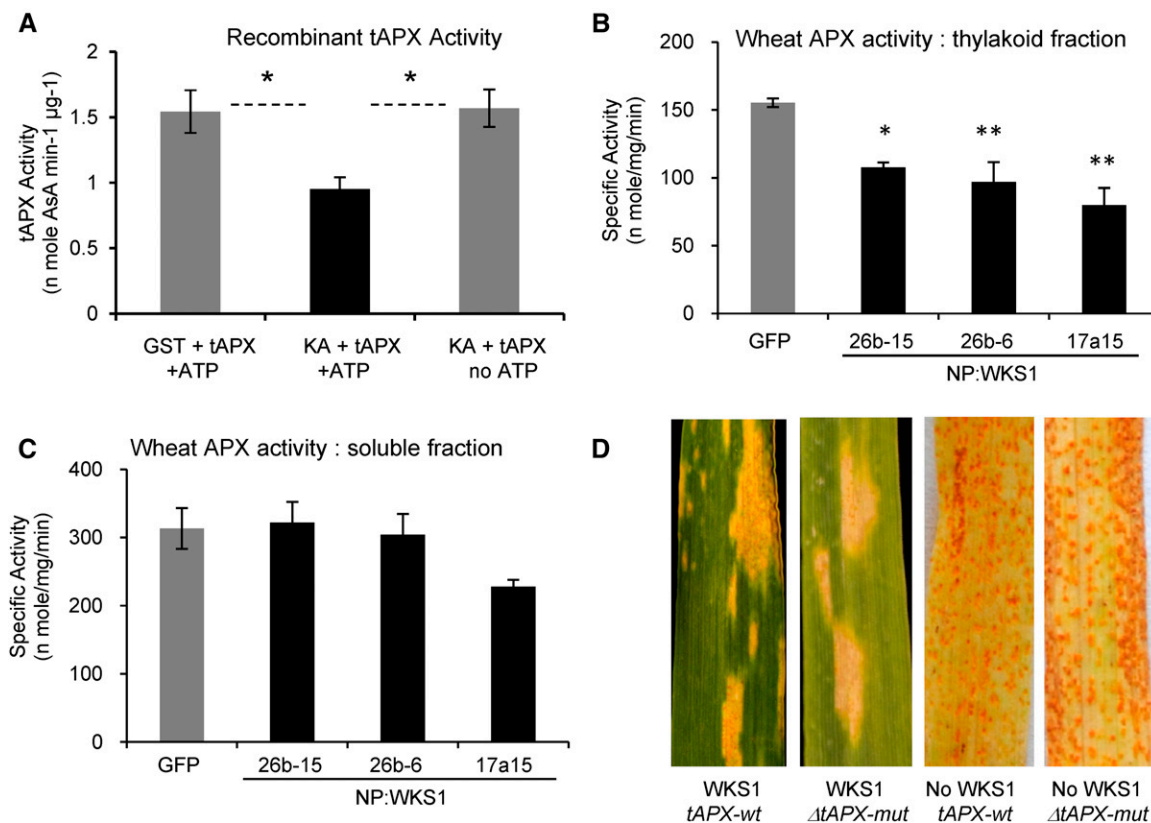 A
Recombinant tAPX Activity
tAPX Activity
(n mole AsA min-1 µg-1)
2
1.5
1
0.5
0
*
*
GST + tAPX
+ATP
KA + tAPX
+ATP
KA + tAPX
no ATP
B
Wheat APX activity : thylakoid fraction
Specific Activity
(n mole/mg/min)
200
150
100
50
0
*
**
**
GFP
26b-15
26b-6
17a15
NP:WKS1
C
Wheat APX activity : soluble fraction
Specific Activity
(n mole/mg/min)
400
300
200
100
0
GFP
26b-15
26b-6
17a15
NP:WKS1
D
WKS1
tAPX-wt
WKS1
ΔtAPX-mut
No WKS1
tAPX-wt
No WKS1
ΔtAPX-mut